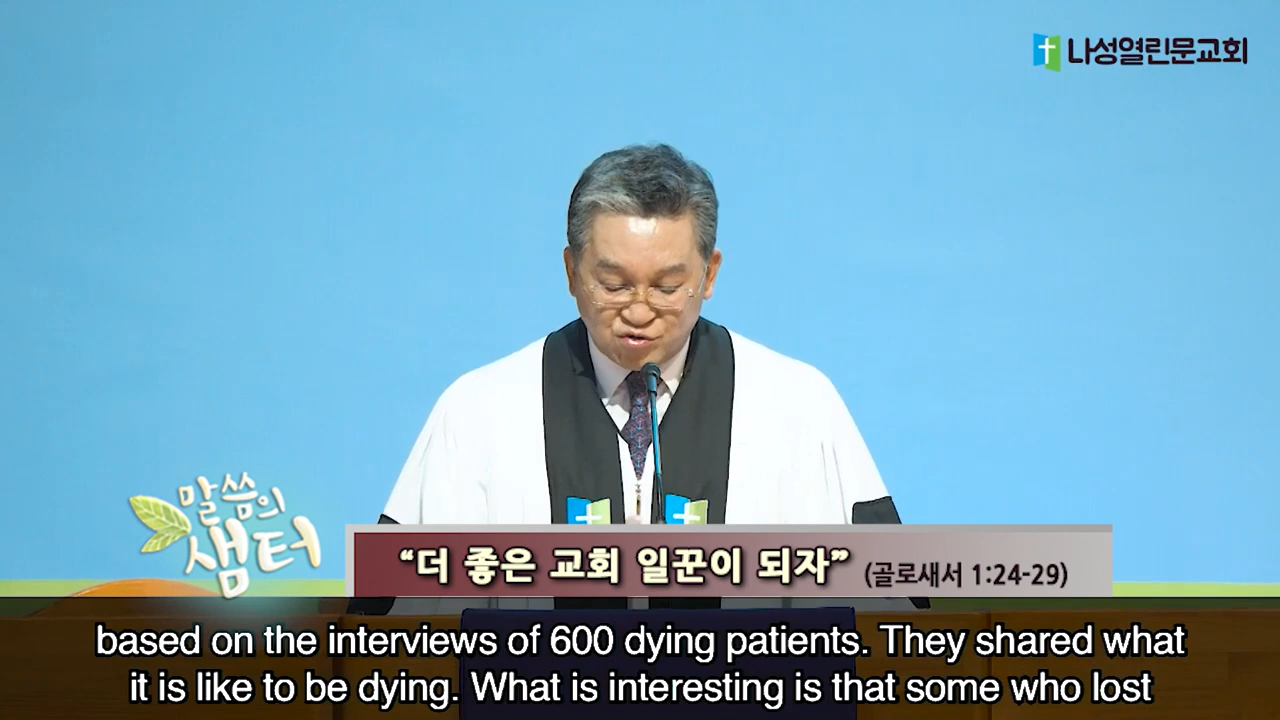 나성열린문교회
말씀의
샘터
“더 좋은 교회 일꾼이 되자” (골로새서 1:24-29)
based on the interviews of 600 dying patients. They shared what
it is like to be dying. What is interesting is that some who lost